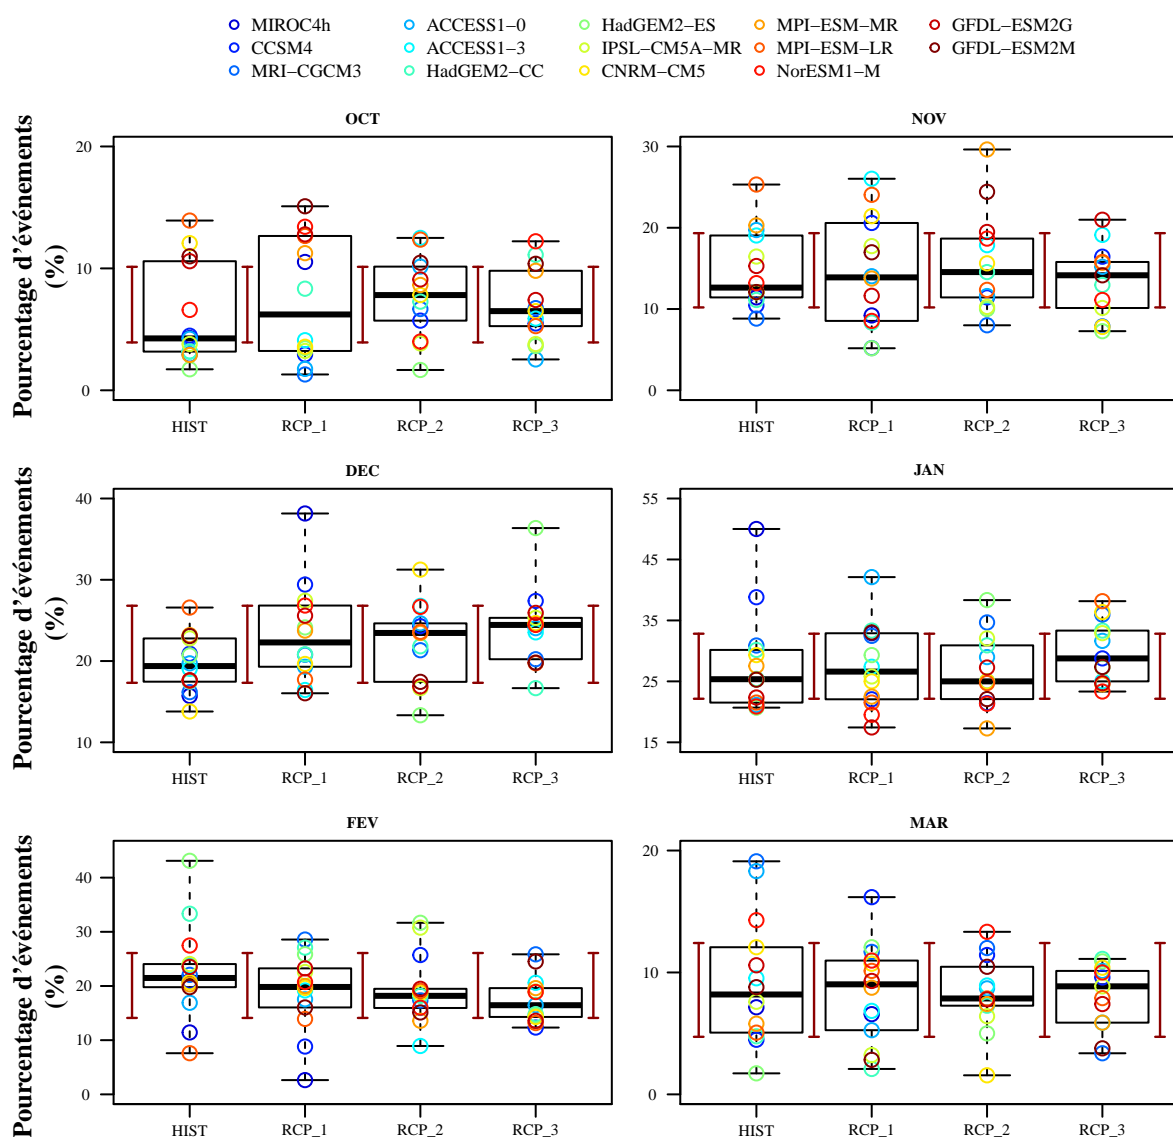 MIROC4h ACCESS1−0 HadGEM2−ES MPI−ESM−MR GFDL−ESM2G
CCSM4 ACCESS1−3 IPSL−CM5A−MR MPI−ESM−LR GFDL−ESM2M
MRI−CGCM3 HadGEM2−CC CNRM−CM5 NorESM1−M
OCT
Pourcentage d'événements
(%)
20
10
0
HIST RCP_1 RCP_2 RCP_3
NOV
30
20
10
0
HIST RCP_1 RCP_2 RCP_3
DEC
Pourcentage d'événements
(%)
40
30
20
10
HIST RCP_1 RCP_2 RCP_3
JAN
55
45
35
25
15
HIST RCP_1 RCP_2 RCP_3
FEV
Pourcentage d'événements
(%)
40
30
20
10
0
HIST RCP_1 RCP_2 RCP_3
MAR
20
10
0
HIST RCP_1 RCP_2 RCP_3